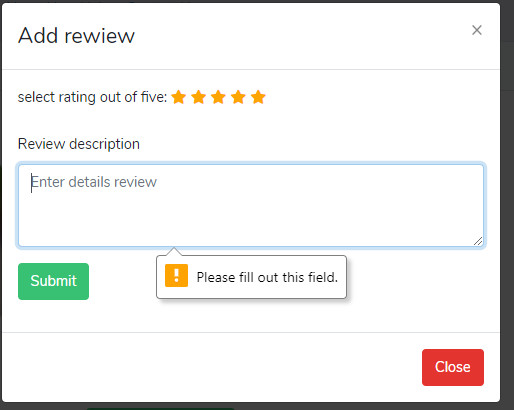 Add rewiew
×
select rating out of five:
Review description
Enter details review
Please fill out this field.
Submit
Close